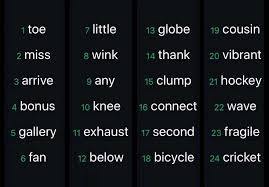 1 toe
2 miss
3 arrive
4 bonus
5 gallery
6 fan
7 little
8 wink
9 any
10 knee
11 exhaust
12 below
13 globe
14 thank
15 clump
16 connect
17 second
18 bicycle
19 cousin
20 vibrant
21 hockey
22 wave
23 fragile
24 cricket